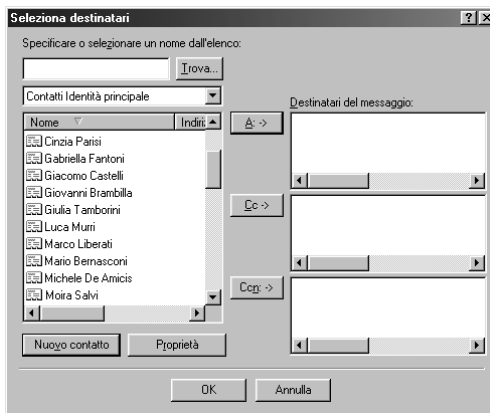 Seleziona destinatari
Specificare o selezionare un nome dall'elenco:
Trova...
Contatti Identità principale
Destinatari del messaggio:
Nome Indiri
A: ->
Cinzia Parisi
Gabriella Fantoni
Giacomo Castelli
Giovanni Brambilla
Giulia Tamborini
Luca Murri
Marco Liberati
Mario Bernasconi
Michele De Amicis
Moira Salvi
Cc ->
Ccn: ->
Nuovo contatto
Proprietà
OK
Annulla